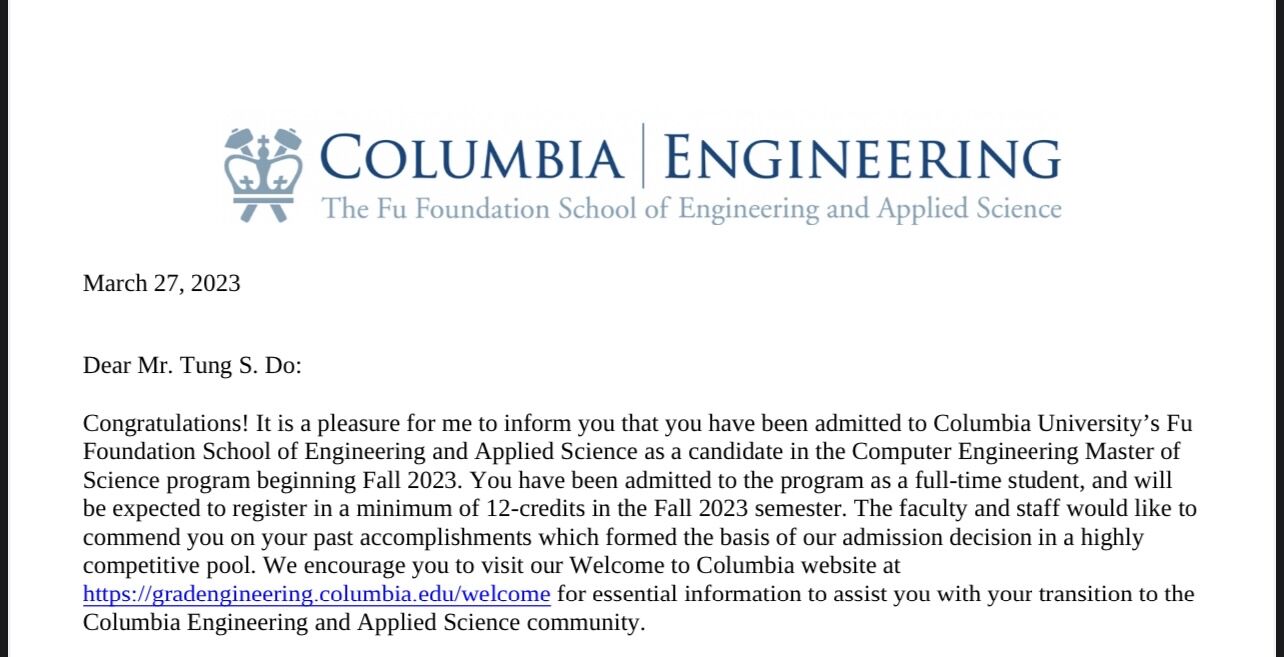 COLUMBIA | ENGINEERING
The Fu Foundation School of Engineering and Applied Science
March 27, 2023
Dear Mr. Tung S. Do:
Congratulations! It is a pleasure for me to inform you that you have been admitted to Columbia University’s Fu
Foundation School of Engineering and Applied Science as a candidate in the Computer Engineering Master of
Science program beginning Fall 2023. You have been admitted to the program as a full-time student, and will
be expected to register in a minimum of 12-credits in the Fall 2023 semester. The faculty and staff would like to
commend you on your past accomplishments which formed the basis of our admission decision in a highly
competitive pool. We encourage you to visit our Welcome to Columbia website at
https://gradengineering.columbia.edu/welcome for essential information to assist you with your transition to the
Columbia Engineering and Applied Science community.